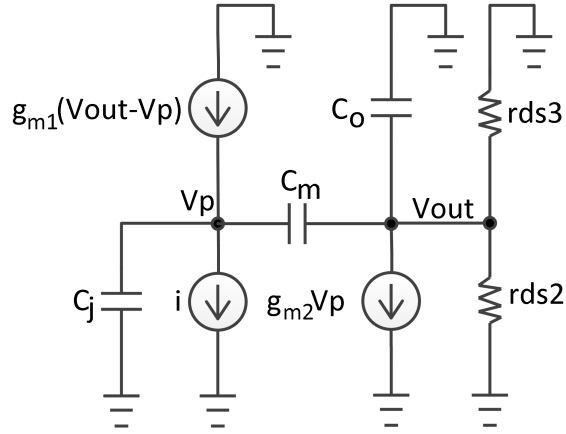 gm1(Vout-Vp)
Co
rds3
Cm
Vp
Vout
Cj
i
gm2Vp
rds2